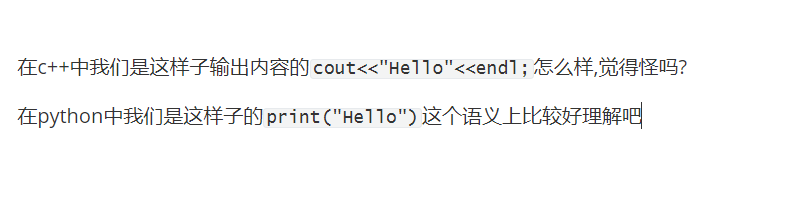 在c++中我们是这样子输出内容的cout<<"Hello"<<endl;怎么样,觉得怪吗?
在python中我们是这样子的print("Hello")这个语义上比较好理解吧